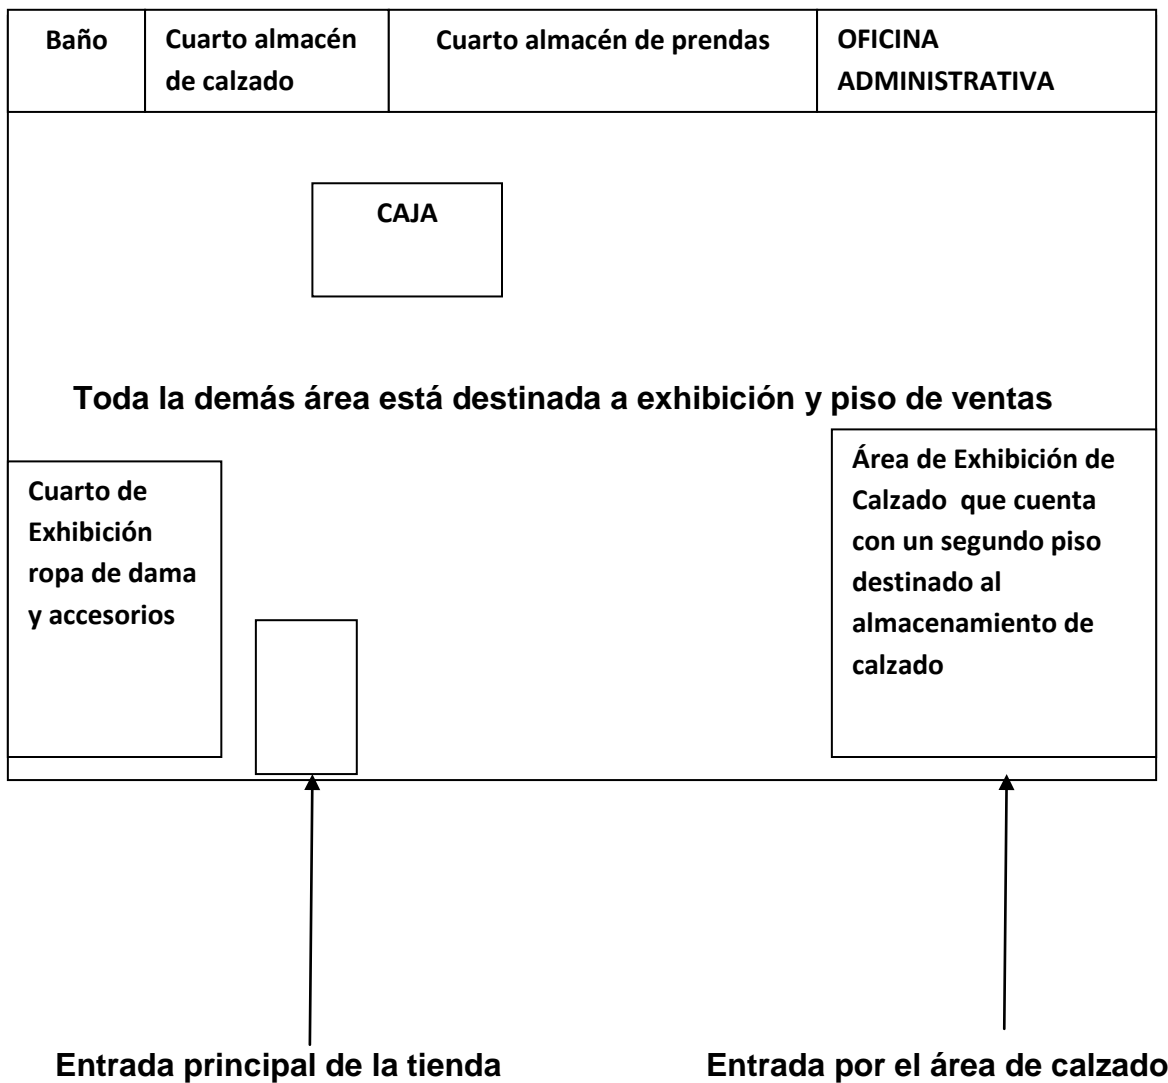 Baño
Cuarto almacén
de calzado
Cuarto almacén de prendas
OFICINA
ADMINISTRATIVA
CAJA
Toda la demás área está destinada a exhibición y piso de ventas
Cuarto de
Exhibición
ropa de dama
y accesorios
Área de Exhibición de
Calzado que cuenta
con un segundo piso
destinado al
almacenamiento de
calzado
Entrada principal de la tienda
Entrada por el área de calzado